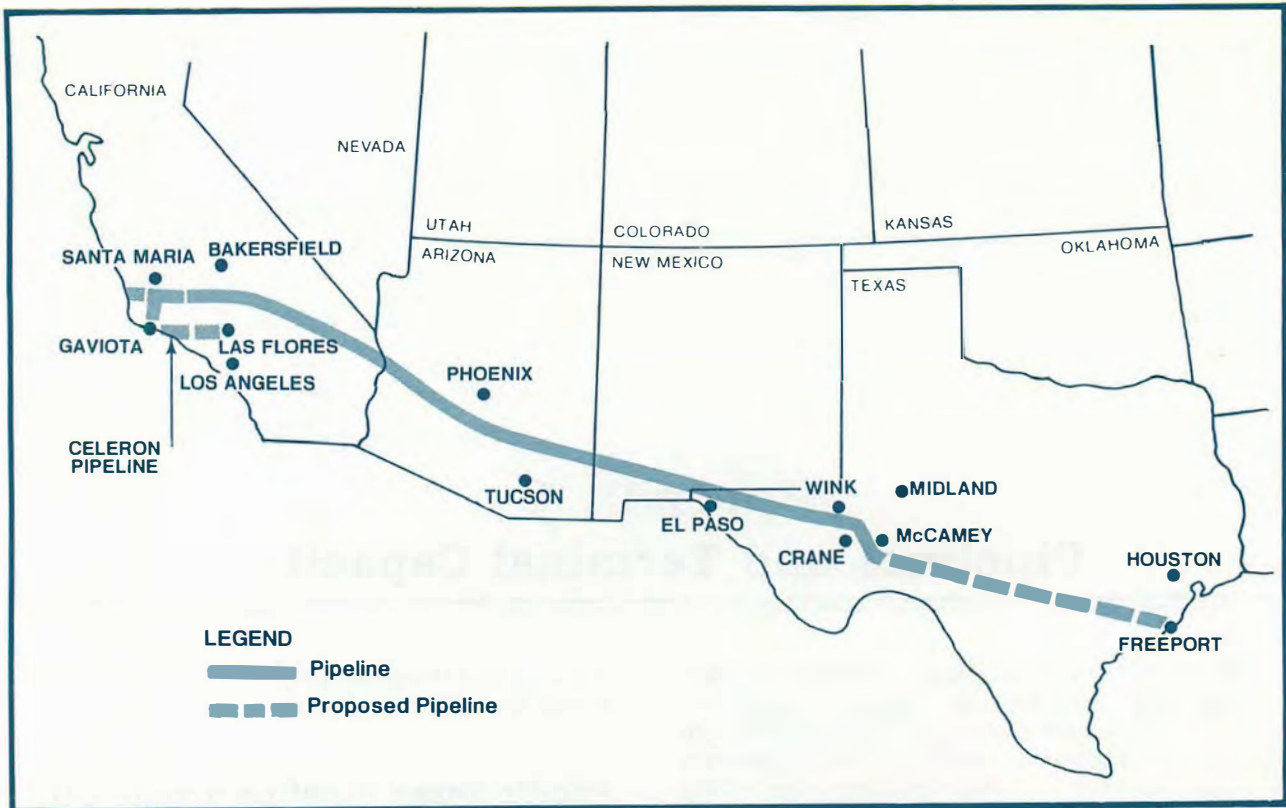 CALIFORNIA
NEVADA
UTAH
COLORADO
KANSAS
OKLAHOMA
ARIZONA
NEW MEXICO
TEXAS
SANTA MARIA
BAKERSFIELD
GAVIOTA
LAS FLORES
LOS ANGELES
CELERON
PIPELINE
PHOENIX
TUCSON
EL PASO
WINK
MIDLAND
CRANE
McCAMEY
HOUSTON
FREEPORT
LEGEND
Pipeline
Proposed Pipeline